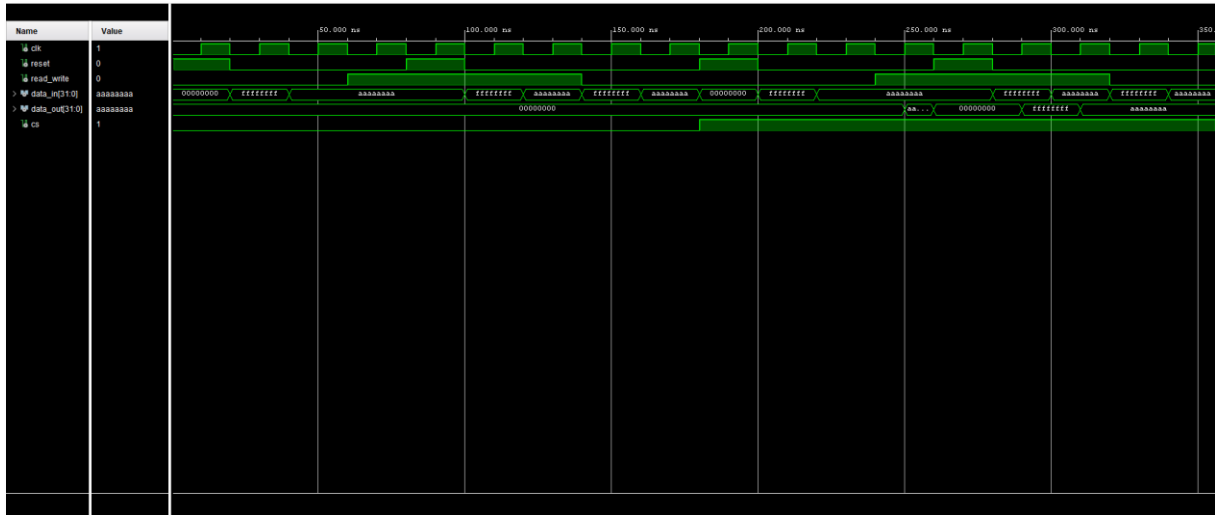 Name Value
50.000 ns 100.000 ns 150.000 ns 200.000 ns 250.000 ns 300.000 ns 350.
clk 1
reset 0
read_write 0
> data_in[31:0] aaaaaaaa 00000000 ffffffff aaaaaaaa ffffffff aaaaaaaa ffffffff aaaaaaaa 00000000 ffffffff aaaaaaaa ffffffff aaaaaaaa ffffffff aaaaaaaa
> data_out[31:0] aaaaaaaa 00000000 aa... 00000000 ffffffff aaaaaaaa
cs 1